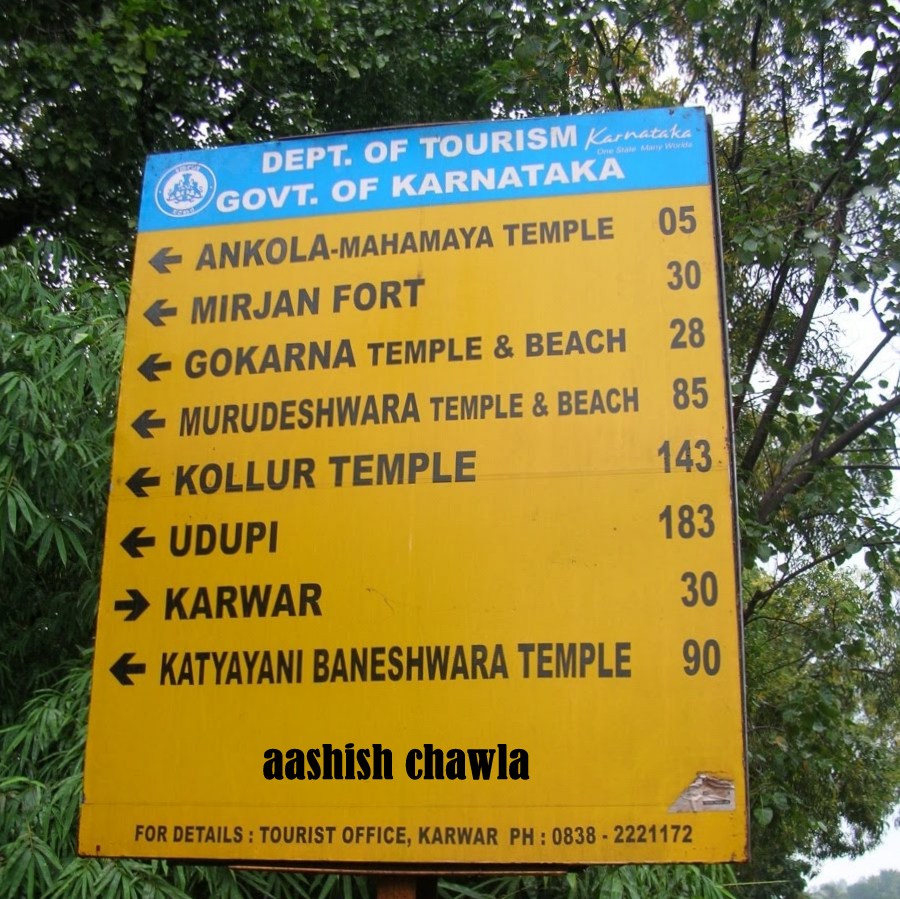 DEPT. OF TOURISM Karnataka
One State Many Worlds
GOVT. OF KARNATAKA
← ANKOLA-MAHAMAYA TEMPLE 05
← MIRJAN FORT 30
← GOKARNA TEMPLE & BEACH 28
← MURUDESHWARA TEMPLE & BEACH 85
← KOLLUR TEMPLE 143
← UDUPI 183
→ KARWAR 30
← KATYAYANI BANESHWARA TEMPLE 90
aashish chawla
FOR DETAILS : TOURIST OFFICE, KARWAR PH : 0838 - 2221172